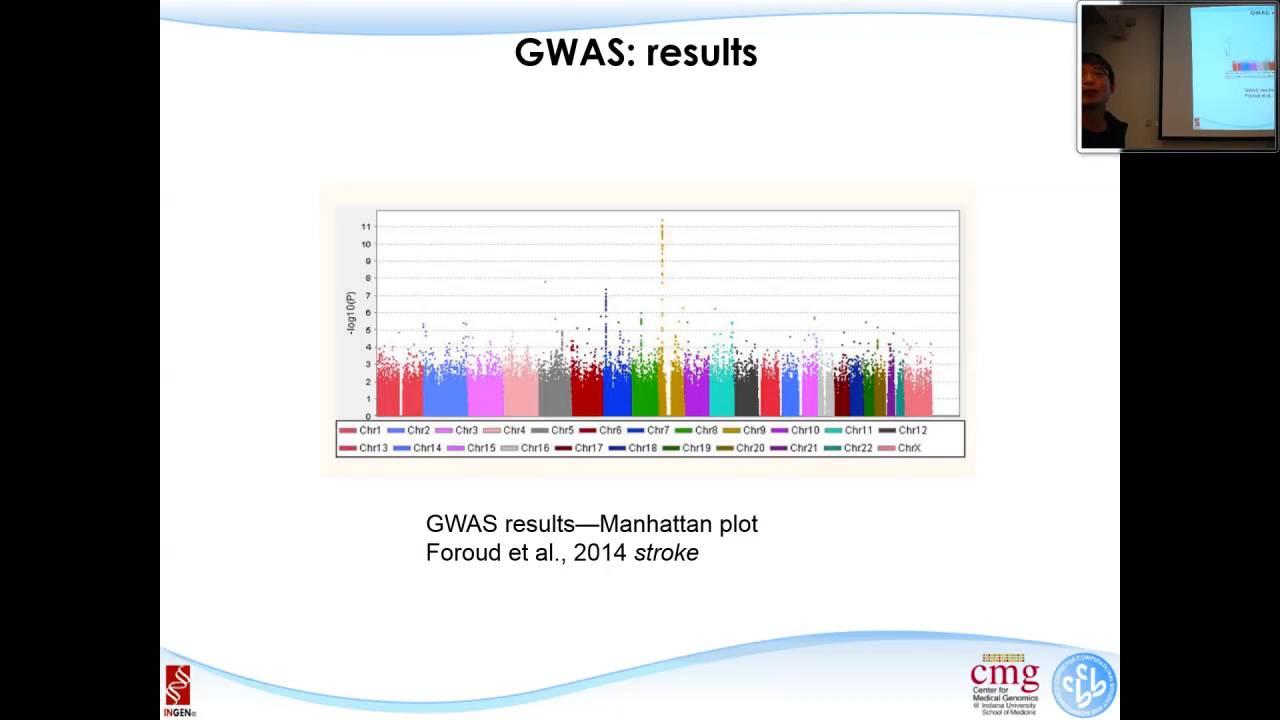 GWAS: results
11
10
9
8
7
6
5
4
3
2
1
0
-log10(P)
Chr1 Chr2 Chr3 Chr4 Chr5 Chr6 Chr7 Chr8 Chr9 Chr10 Chr11 Chr12
Chr13 Chr14 Chr15 Chr16 Chr17 Chr18 Chr19 Chr20 Chr21 Chr22 ChrX
GWAS results—Manhattan plot
Foroud et al., 2014 stroke
INGEN
cmg
Center for
Medical Genomics
@ Indiana University
School of Medicine